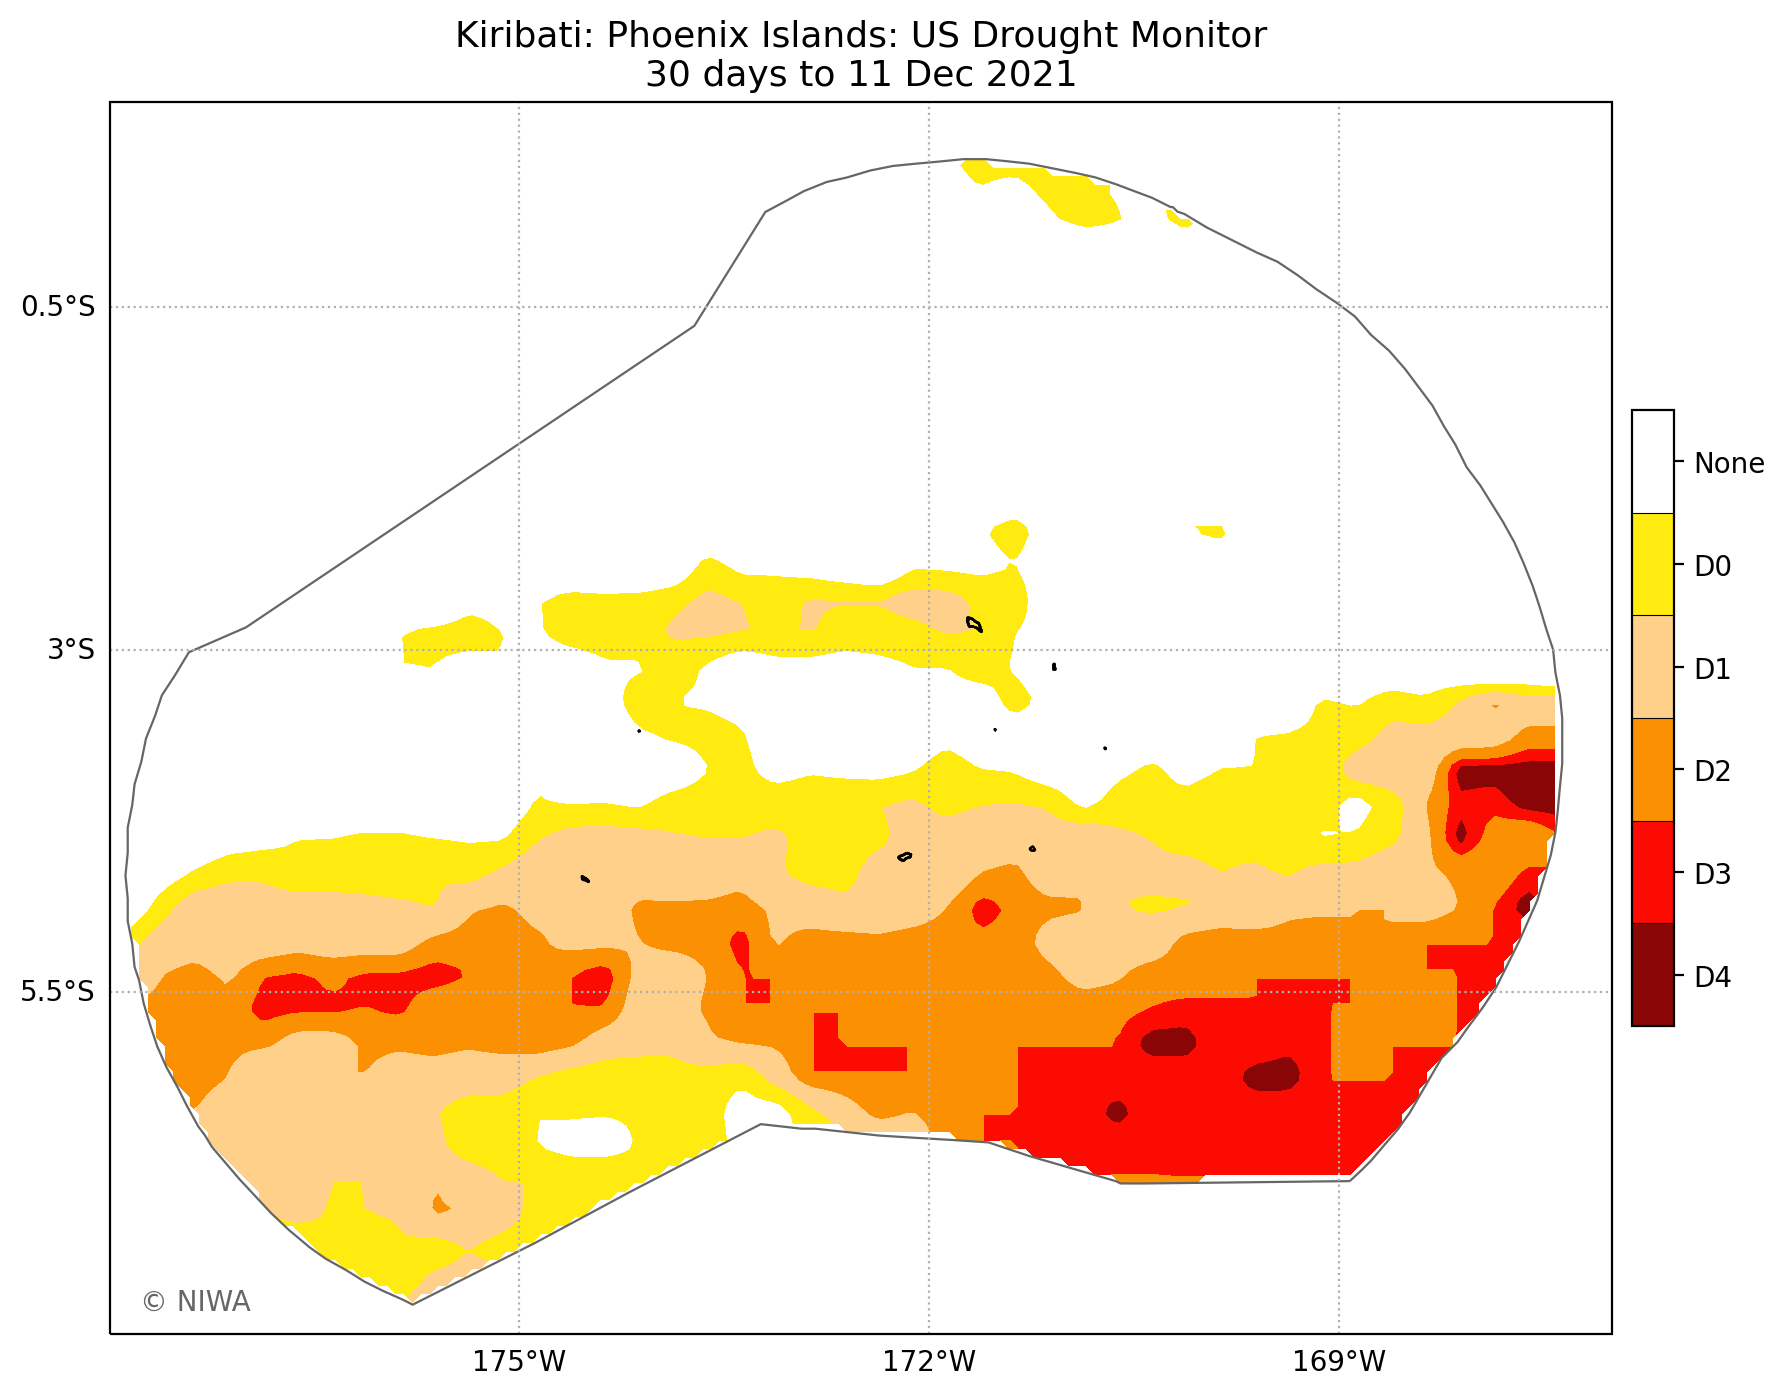 Kiribati: Phoenix Islands: US Drought Monitor
30 days to 11 Dec 2021
0.5°S
3°S
5.5°S
175°W
172°W
169°W
None
D0
D1
D2
D3
D4
© NIWA